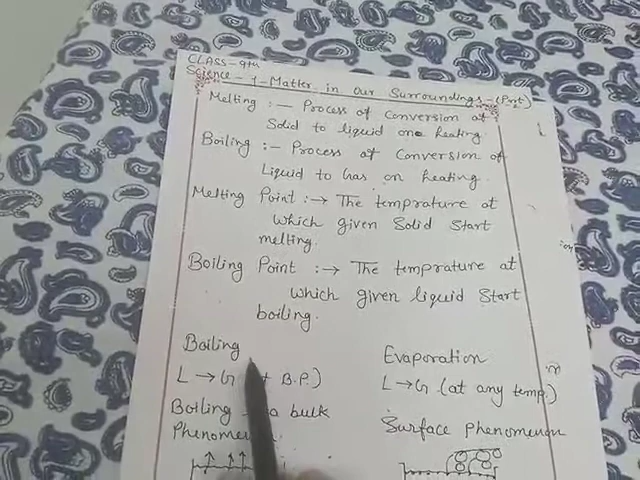 CLASS-9TH
Science - 1 - Matter in Our Surroundings - (Part)
Melting :- Process of conversion of
Solid to liquid one heating.
Boiling :- Process of Conversion of
Liquid to Gas on heating.
Melting Point :→ The temprature at
which given Solid Start
melting.
Boiling Point :→ The temprature at
which given liquid Start
boiling.
Boiling Evaporation
L → G B.P.) L → G (at any temp.)
Boiling a bulk Surface phenomenon
Phenomenon.